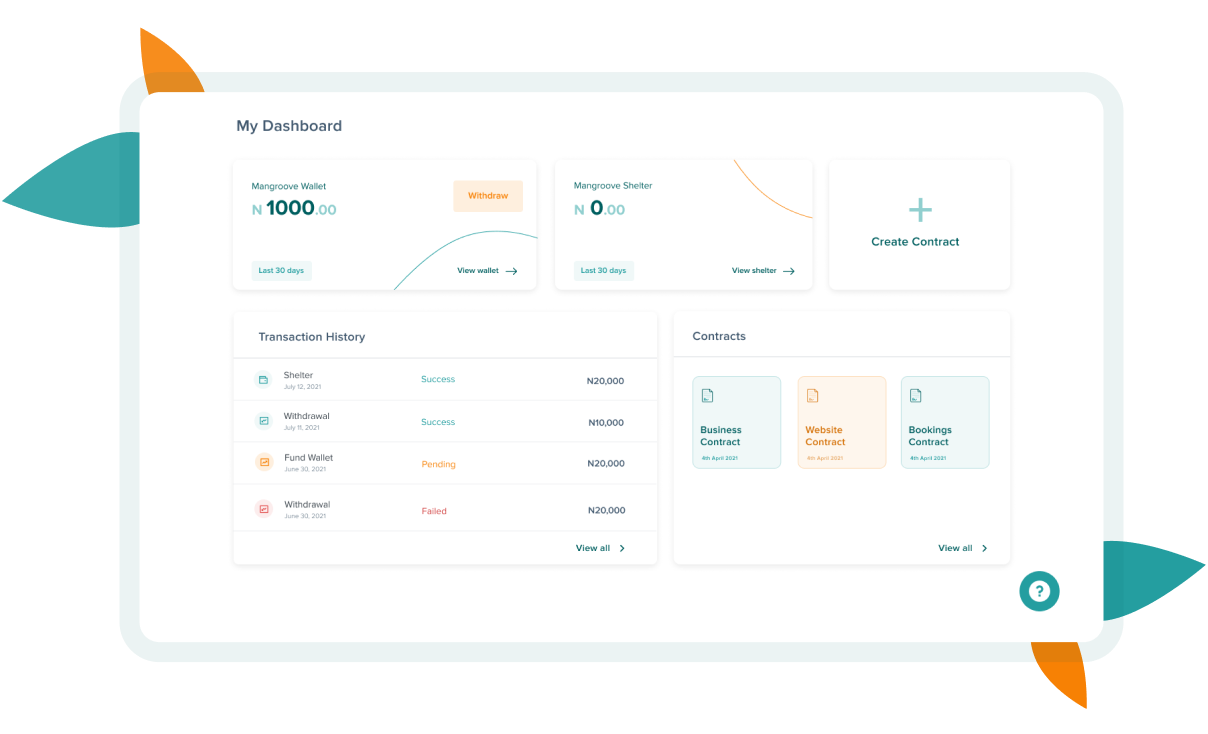 My Dashboard
Mangroove Wallet
N 1000.00
Withdraw
Last 30 days
View wallet
Mangroove Shelter
N 0.00
Last 30 days
View shelter
Create Contract
Transaction History
Shelter
July 12, 2021
Success
N20,000
Withdrawal
July 11, 2021
Success
N10,000
Fund Wallet
June 30, 2021
Pending
N20,000
Withdrawal
June 30, 2021
Failed
N20,000
View all
Contracts
Business
Contract
4th April 2021
Website
Contract
4th April 2021
Bookings
Contract
4th April 2021
View all
?